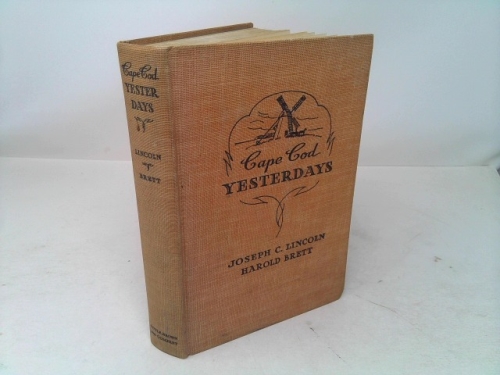 Cape Cod
YESTER
DAYS
LINCOLN
BRETT
Cape Cod
YESTERDAYS
JOSEPH C. LINCOLN
HAROLD BRETT